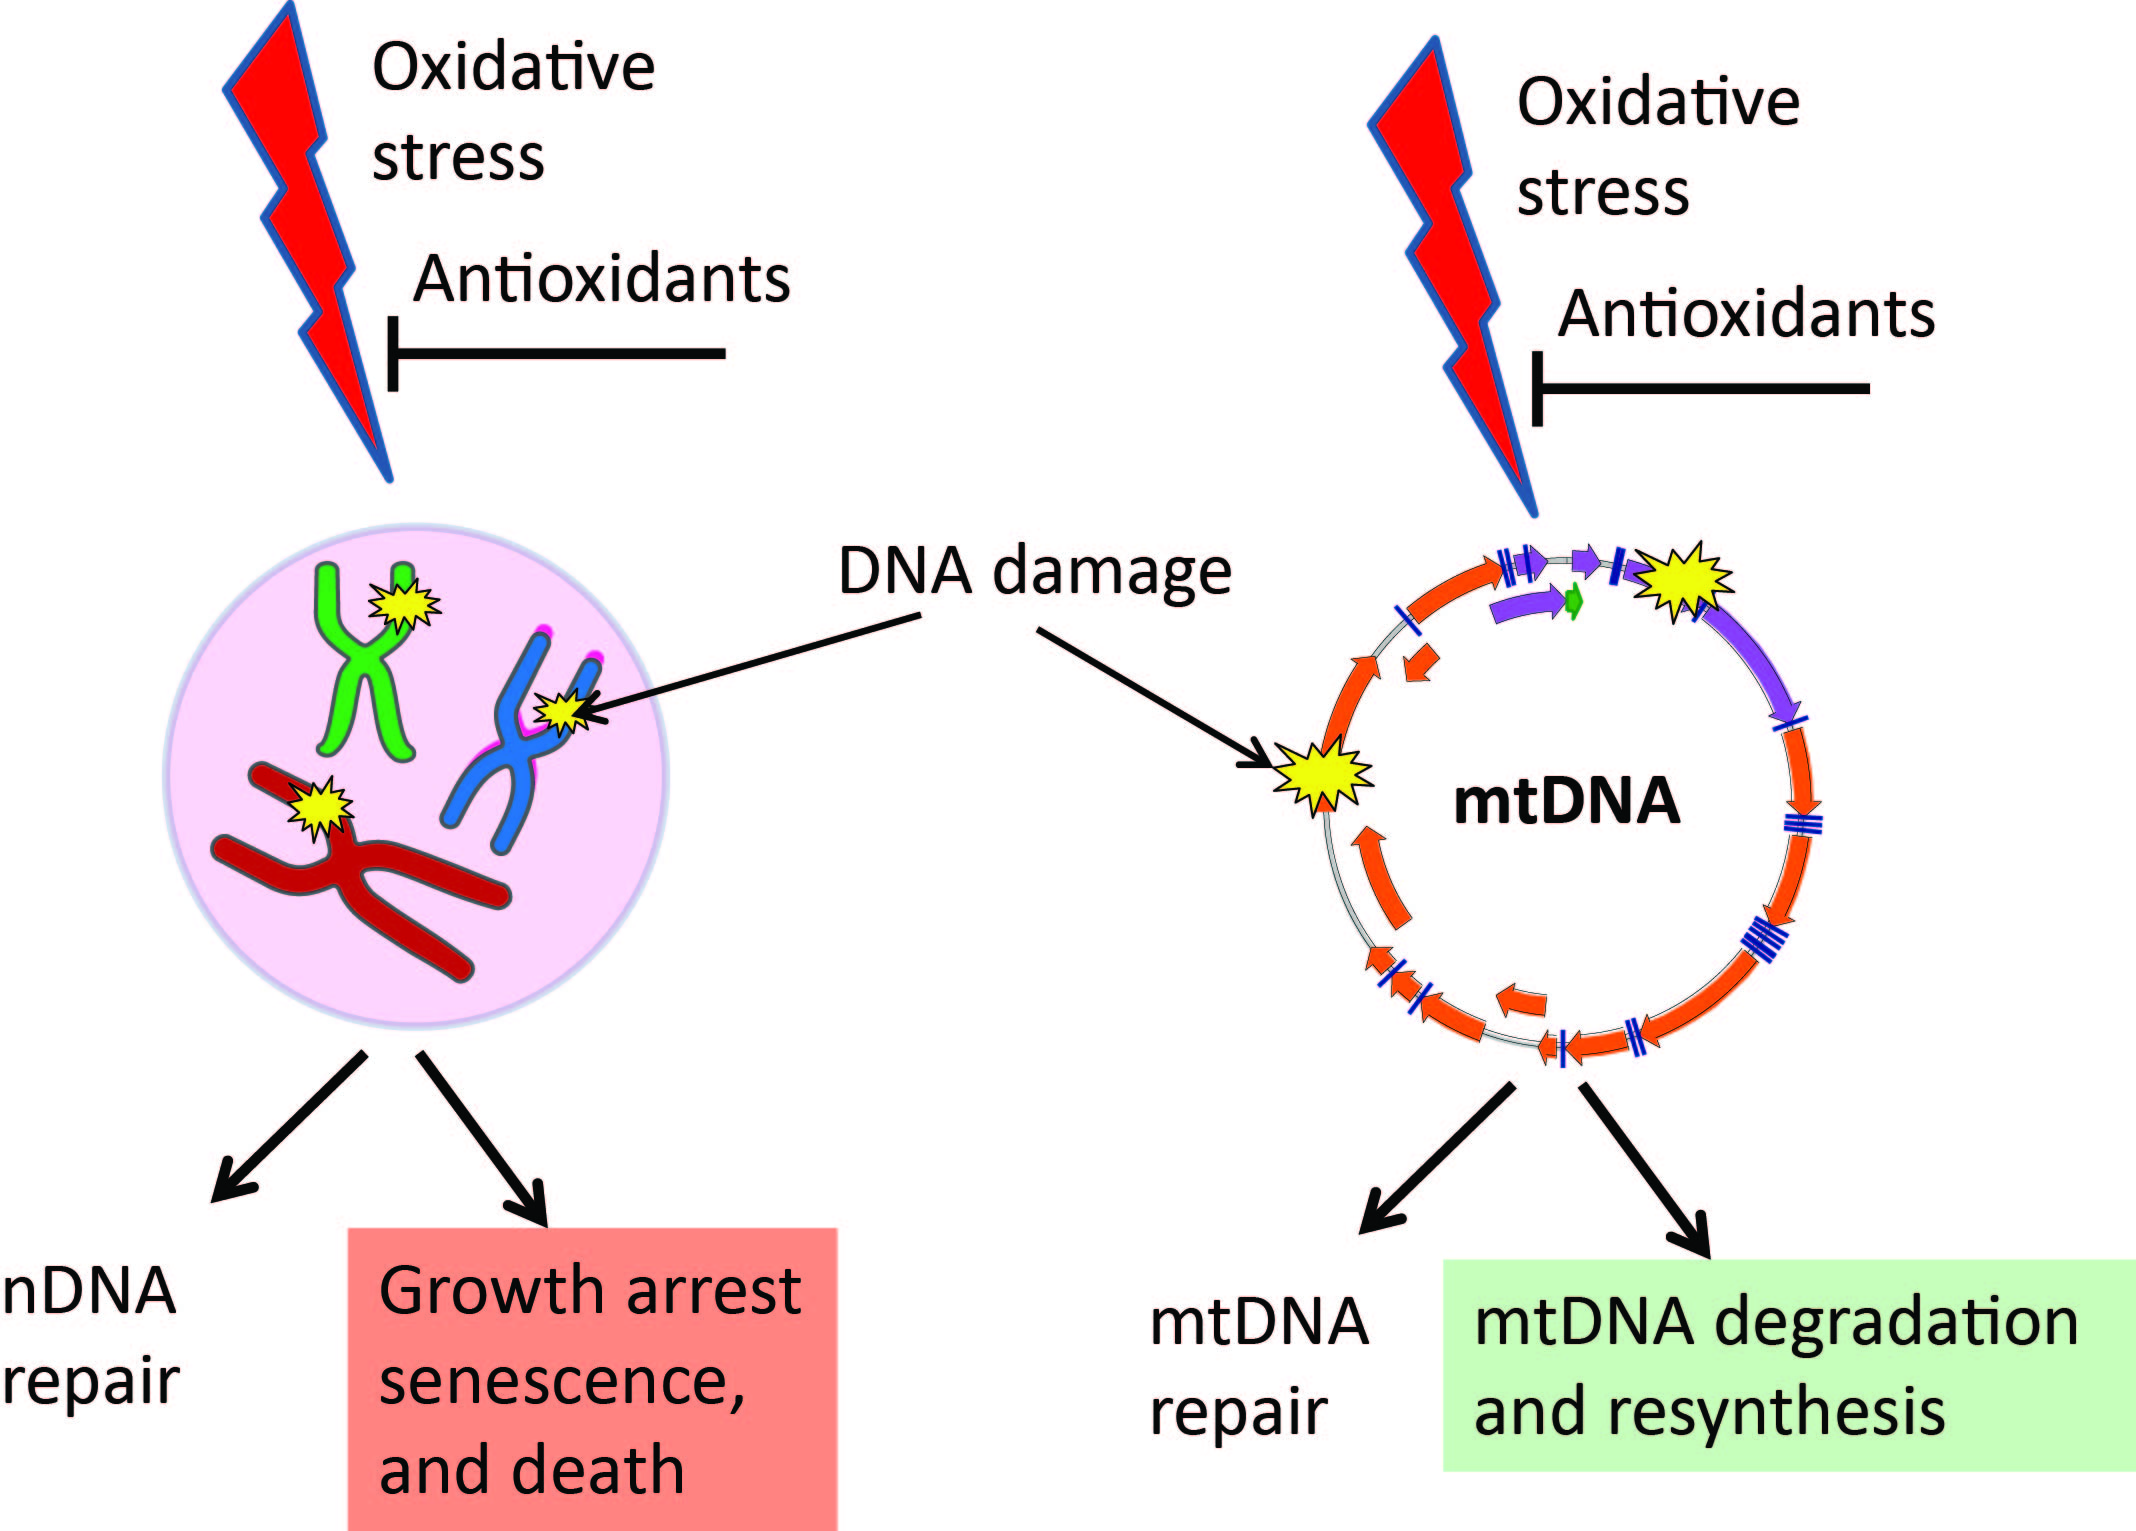 Oxidative
stress
Antioxidants
Oxidative
stress
Antioxidants
DNA damage
mtDNA
nDNA
repair
Growth arrest
senescence,
and death
mtDNA
repair
mtDNA degradation
and resynthesis